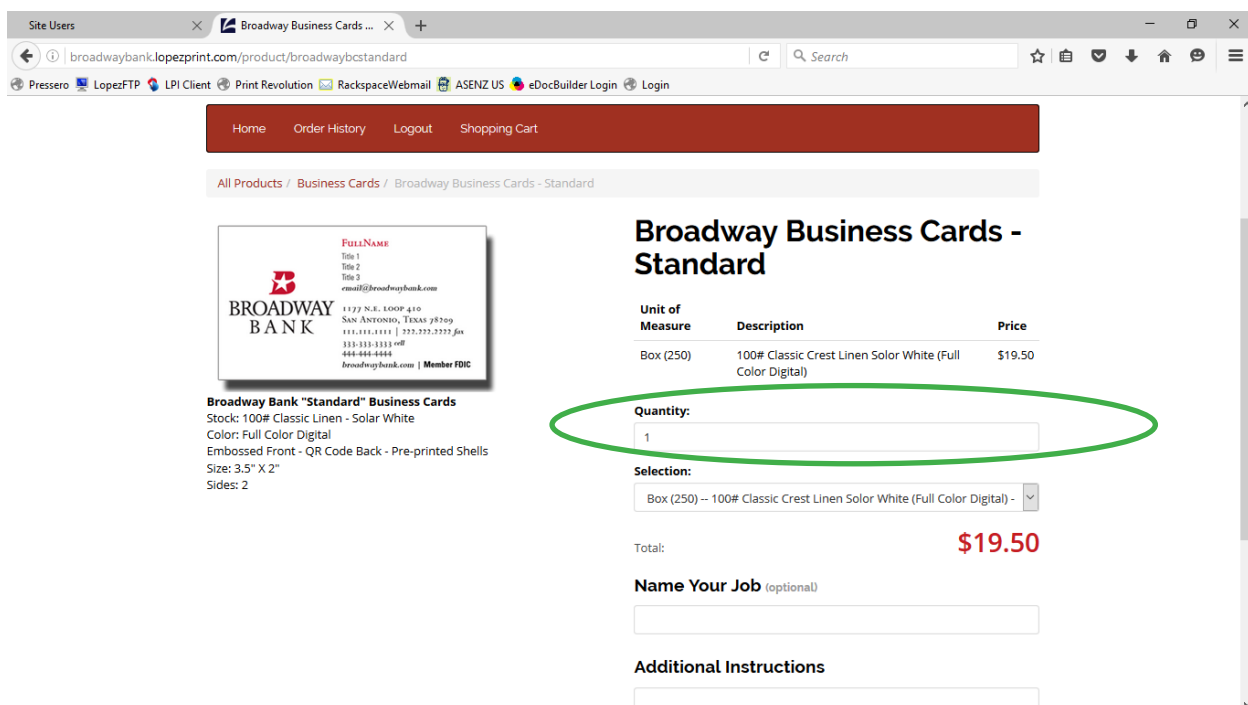 Site Users
Broadway Business Cards ...
broadwaybank.lopezprint.com/product/broadwaybcstandard
Search
Pressero LopezFTP LPI Client Print Revolution RackspaceWebmail ASENZ US eDocBuilder Login Login
Home Order History Logout Shopping Cart
All Products / Business Cards / Broadway Business Cards - Standard
BROADWAY
BANK
FullName
Title 1
Title 2
Title 3
email@broadwaybank.com
1177 N.E. LOOP 410
San Antonio, Texas 78209
111.111.1111 | 222.222.2222 fax
333-333-3333 cell
444-444-4444
broadwaybank.com | Member FDIC
Broadway Bank "Standard" Business Cards
Stock: 100# Classic Linen - Solar White
Color: Full Color Digital
Embossed Front - QR Code Back - Pre-printed Shells
Size: 3.5" X 2"
Sides: 2
Broadway Business Cards -
Standard
Unit of
Measure Description Price
Box (250) 100# Classic Crest Linen Solor White (Full $19.50
Color Digital)
Quantity:
1
Selection:
Box (250) -- 100# Classic Crest Linen Solor White (Full Color Digital) -
Total: $19.50
Name Your Job (optional)
Additional Instructions